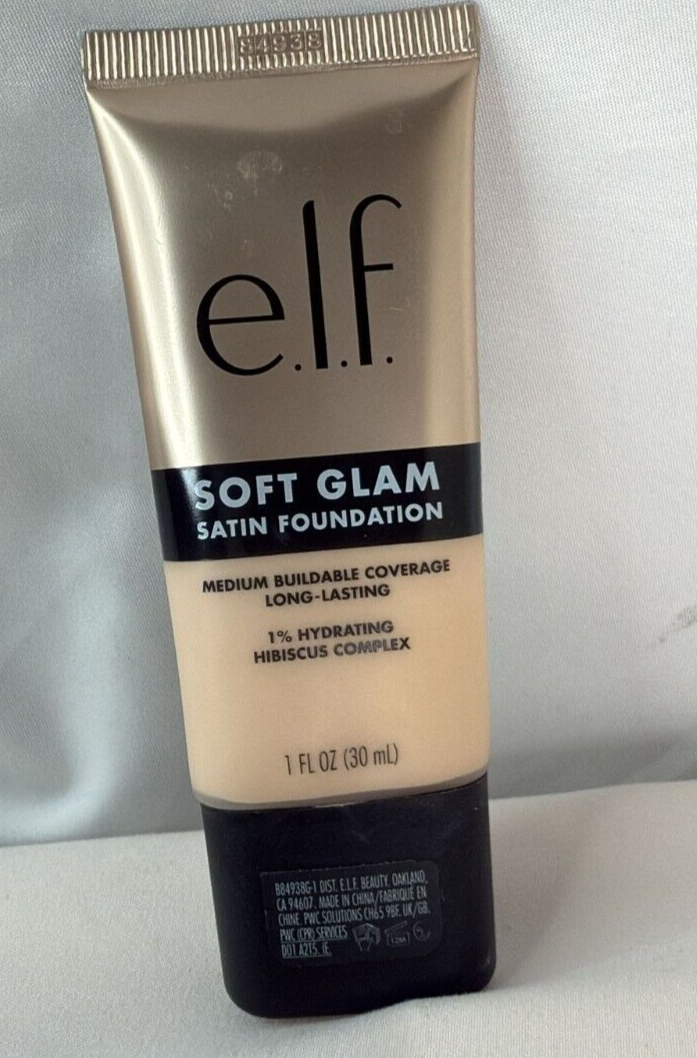 84938
e.l.f.
SOFT GLAM
SATIN FOUNDATION
MEDIUM BUILDABLE COVERAGE
LONG-LASTING
1% HYDRATING
HIBISCUS COMPLEX
1 FL OZ (30 mL)
B84938G-1 DIST. E.L.F. BEAUTY, OAKLAND,
CA 94607. MADE IN CHINA/FABRIQUÉ EN
CHINE. PWC SOLUTIONS CH65 9BF. UK/GB.
PWC (CPR) SERVICES
D01 A2T5. IE.
12M